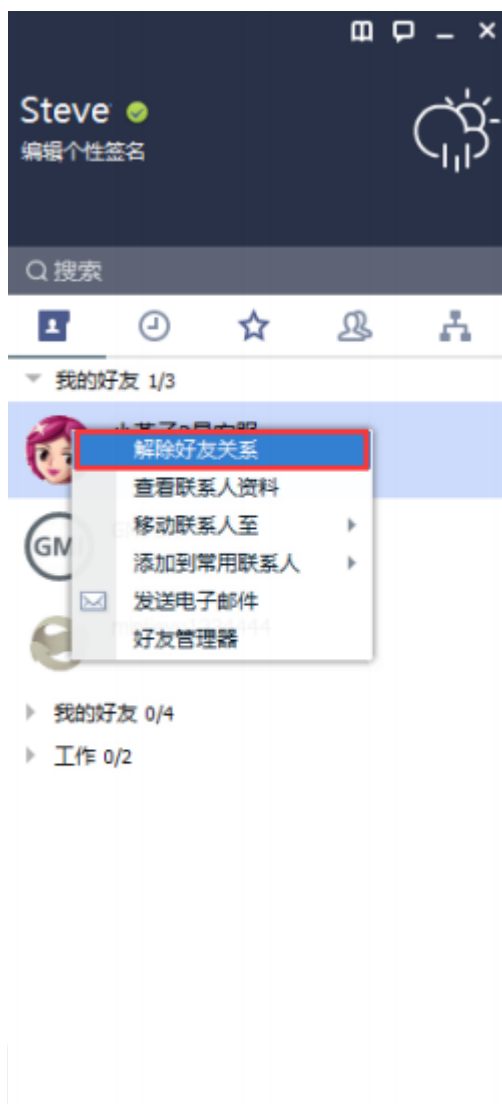 Steve
编辑个性签名
搜索
我的好友 1/3
解除好友关系
查看联系人资料
移动联系人至
GM
添加到常用联系人
发送电子邮件
好友管理器
我的好友 0/4
工作 0/2